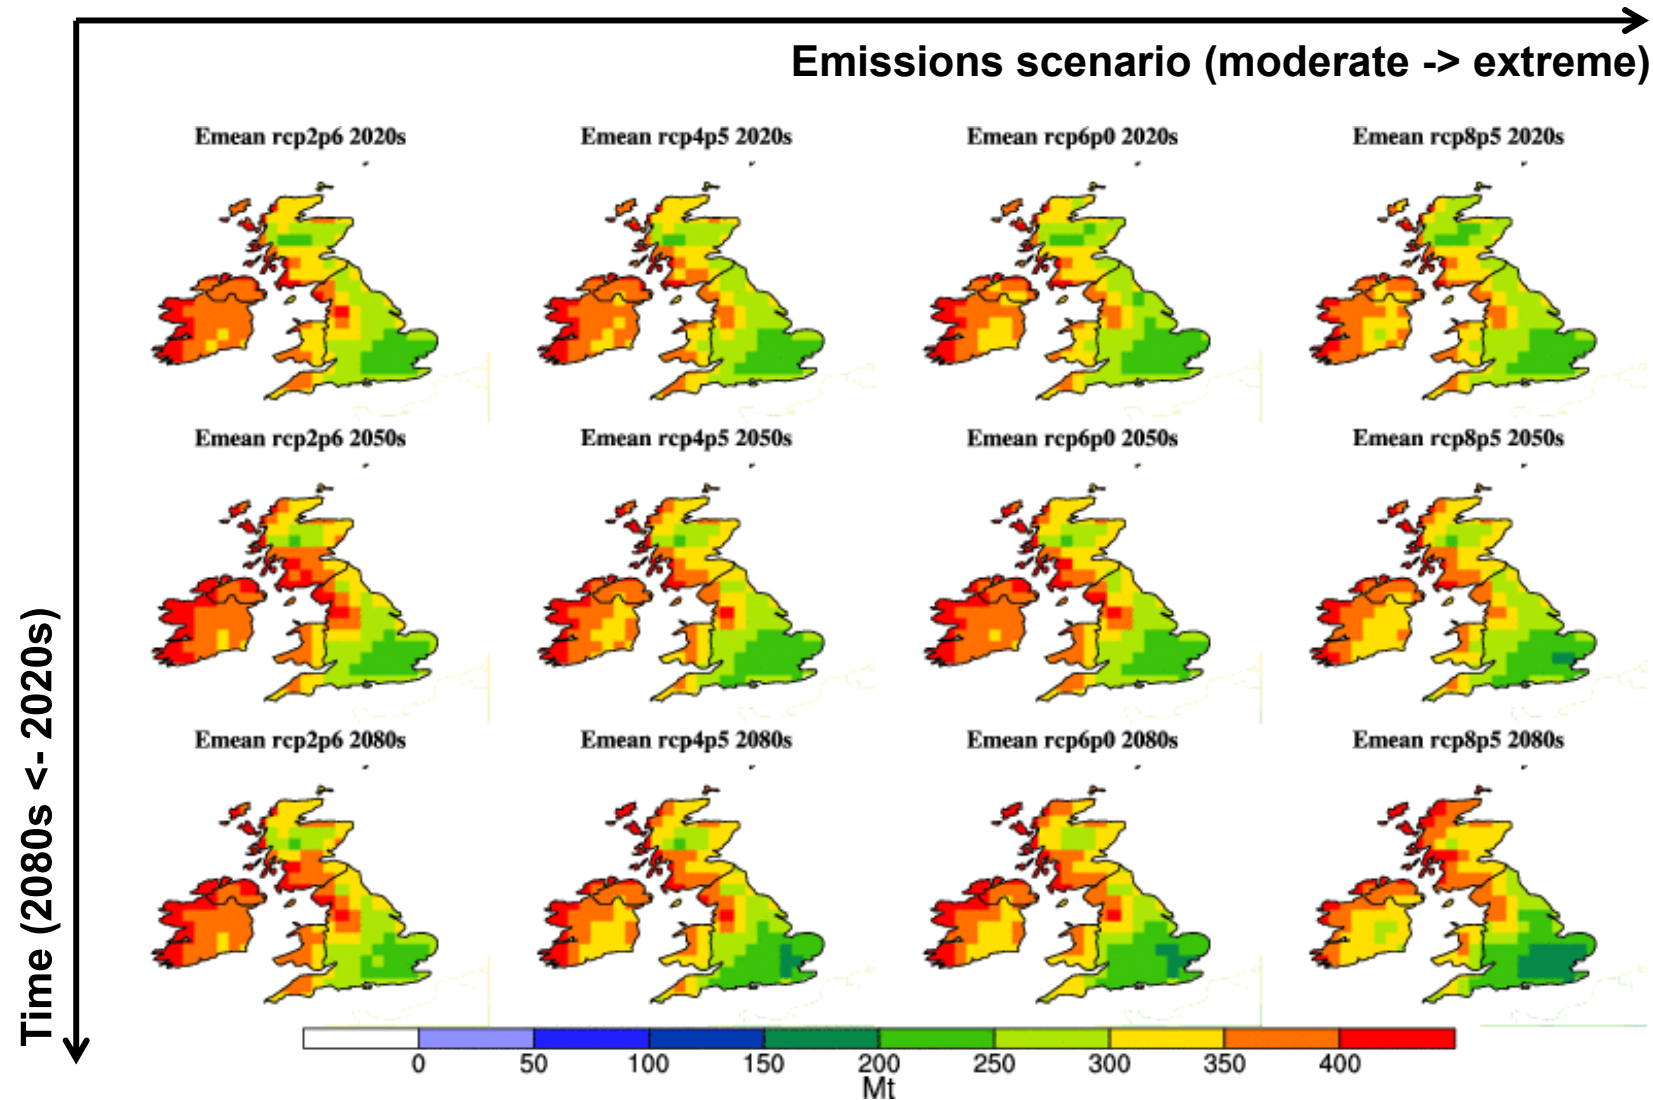 Emissions scenario (moderate -> extreme)
Time (2080s <- 2020s)
Emean rcp2p6 2020s
Emean rcp4p5 2020s
Emean rcp6p0 2020s
Emean rcp8p5 2020s
Emean rcp2p6 2050s
Emean rcp4p5 2050s
Emean rcp6p0 2050s
Emean rcp8p5 2050s
Emean rcp2p6 2080s
Emean rcp4p5 2080s
Emean rcp6p0 2080s
Emean rcp8p5 2080s
0 50 100 150 200 250 300 350 400
Mt